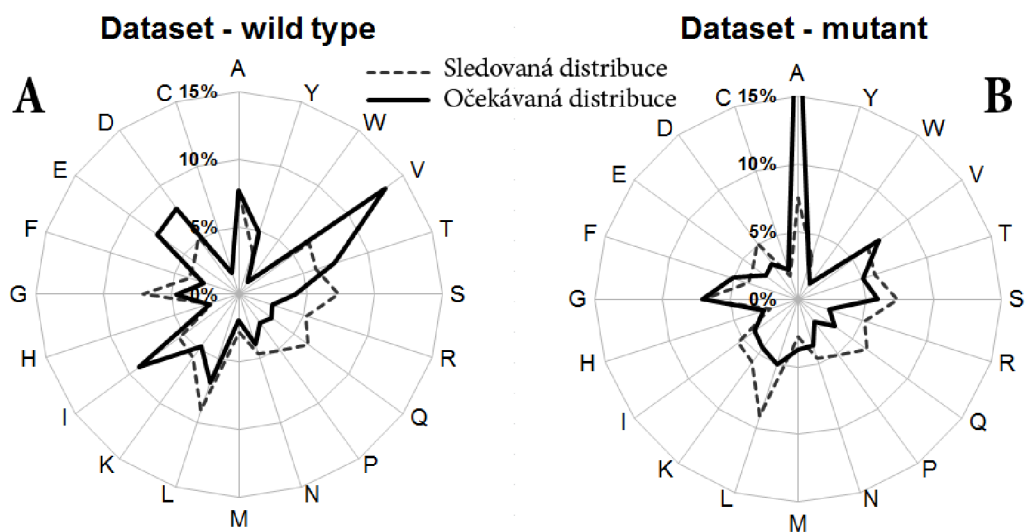 Dataset - wild type
Dataset - mutant
A
B
Sledovaná distribuce
Očekávaná distribuce
A
Y
W
V
T
S
R
Q
P
N
M
L
K
I
H
G
F
E
D
C
15%
10%
5%
0%
A
Y
W
V
T
S
R
Q
P
N
M
L
K
I
H
G
F
E
D
C
15%
10%
5%
0%